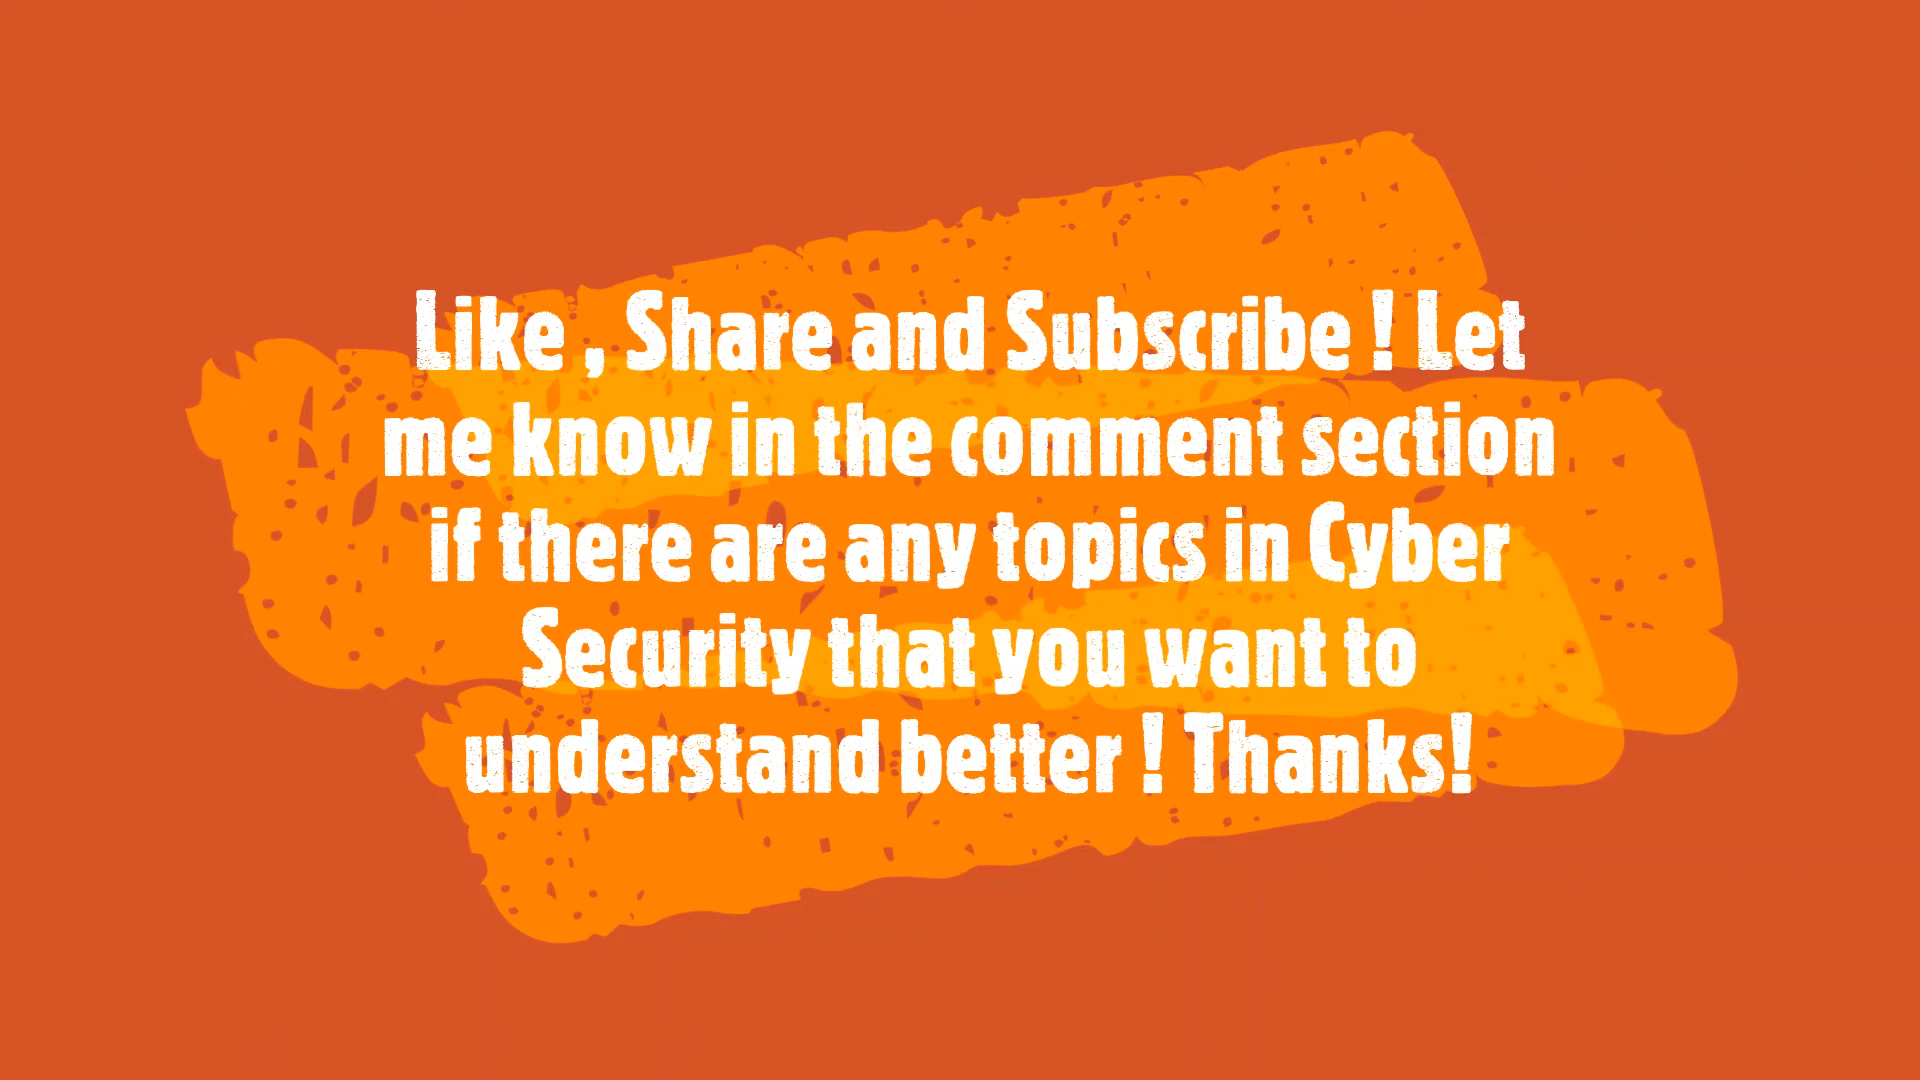 Like , Share and Subscribe ! Let
me know in the comment section
if there are any topics in Cyber
Security that you want to
understand better ! Thanks!